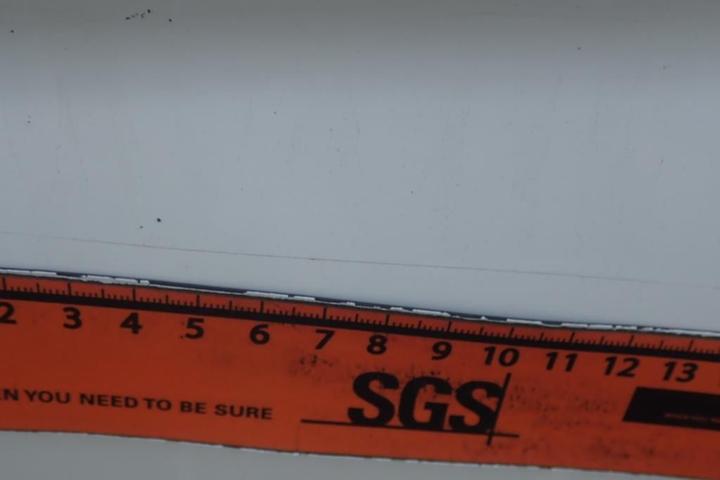 2 3 4 5 6 7 8 9 10 11 12 13
N YOU NEED TO BE SURE
SGS